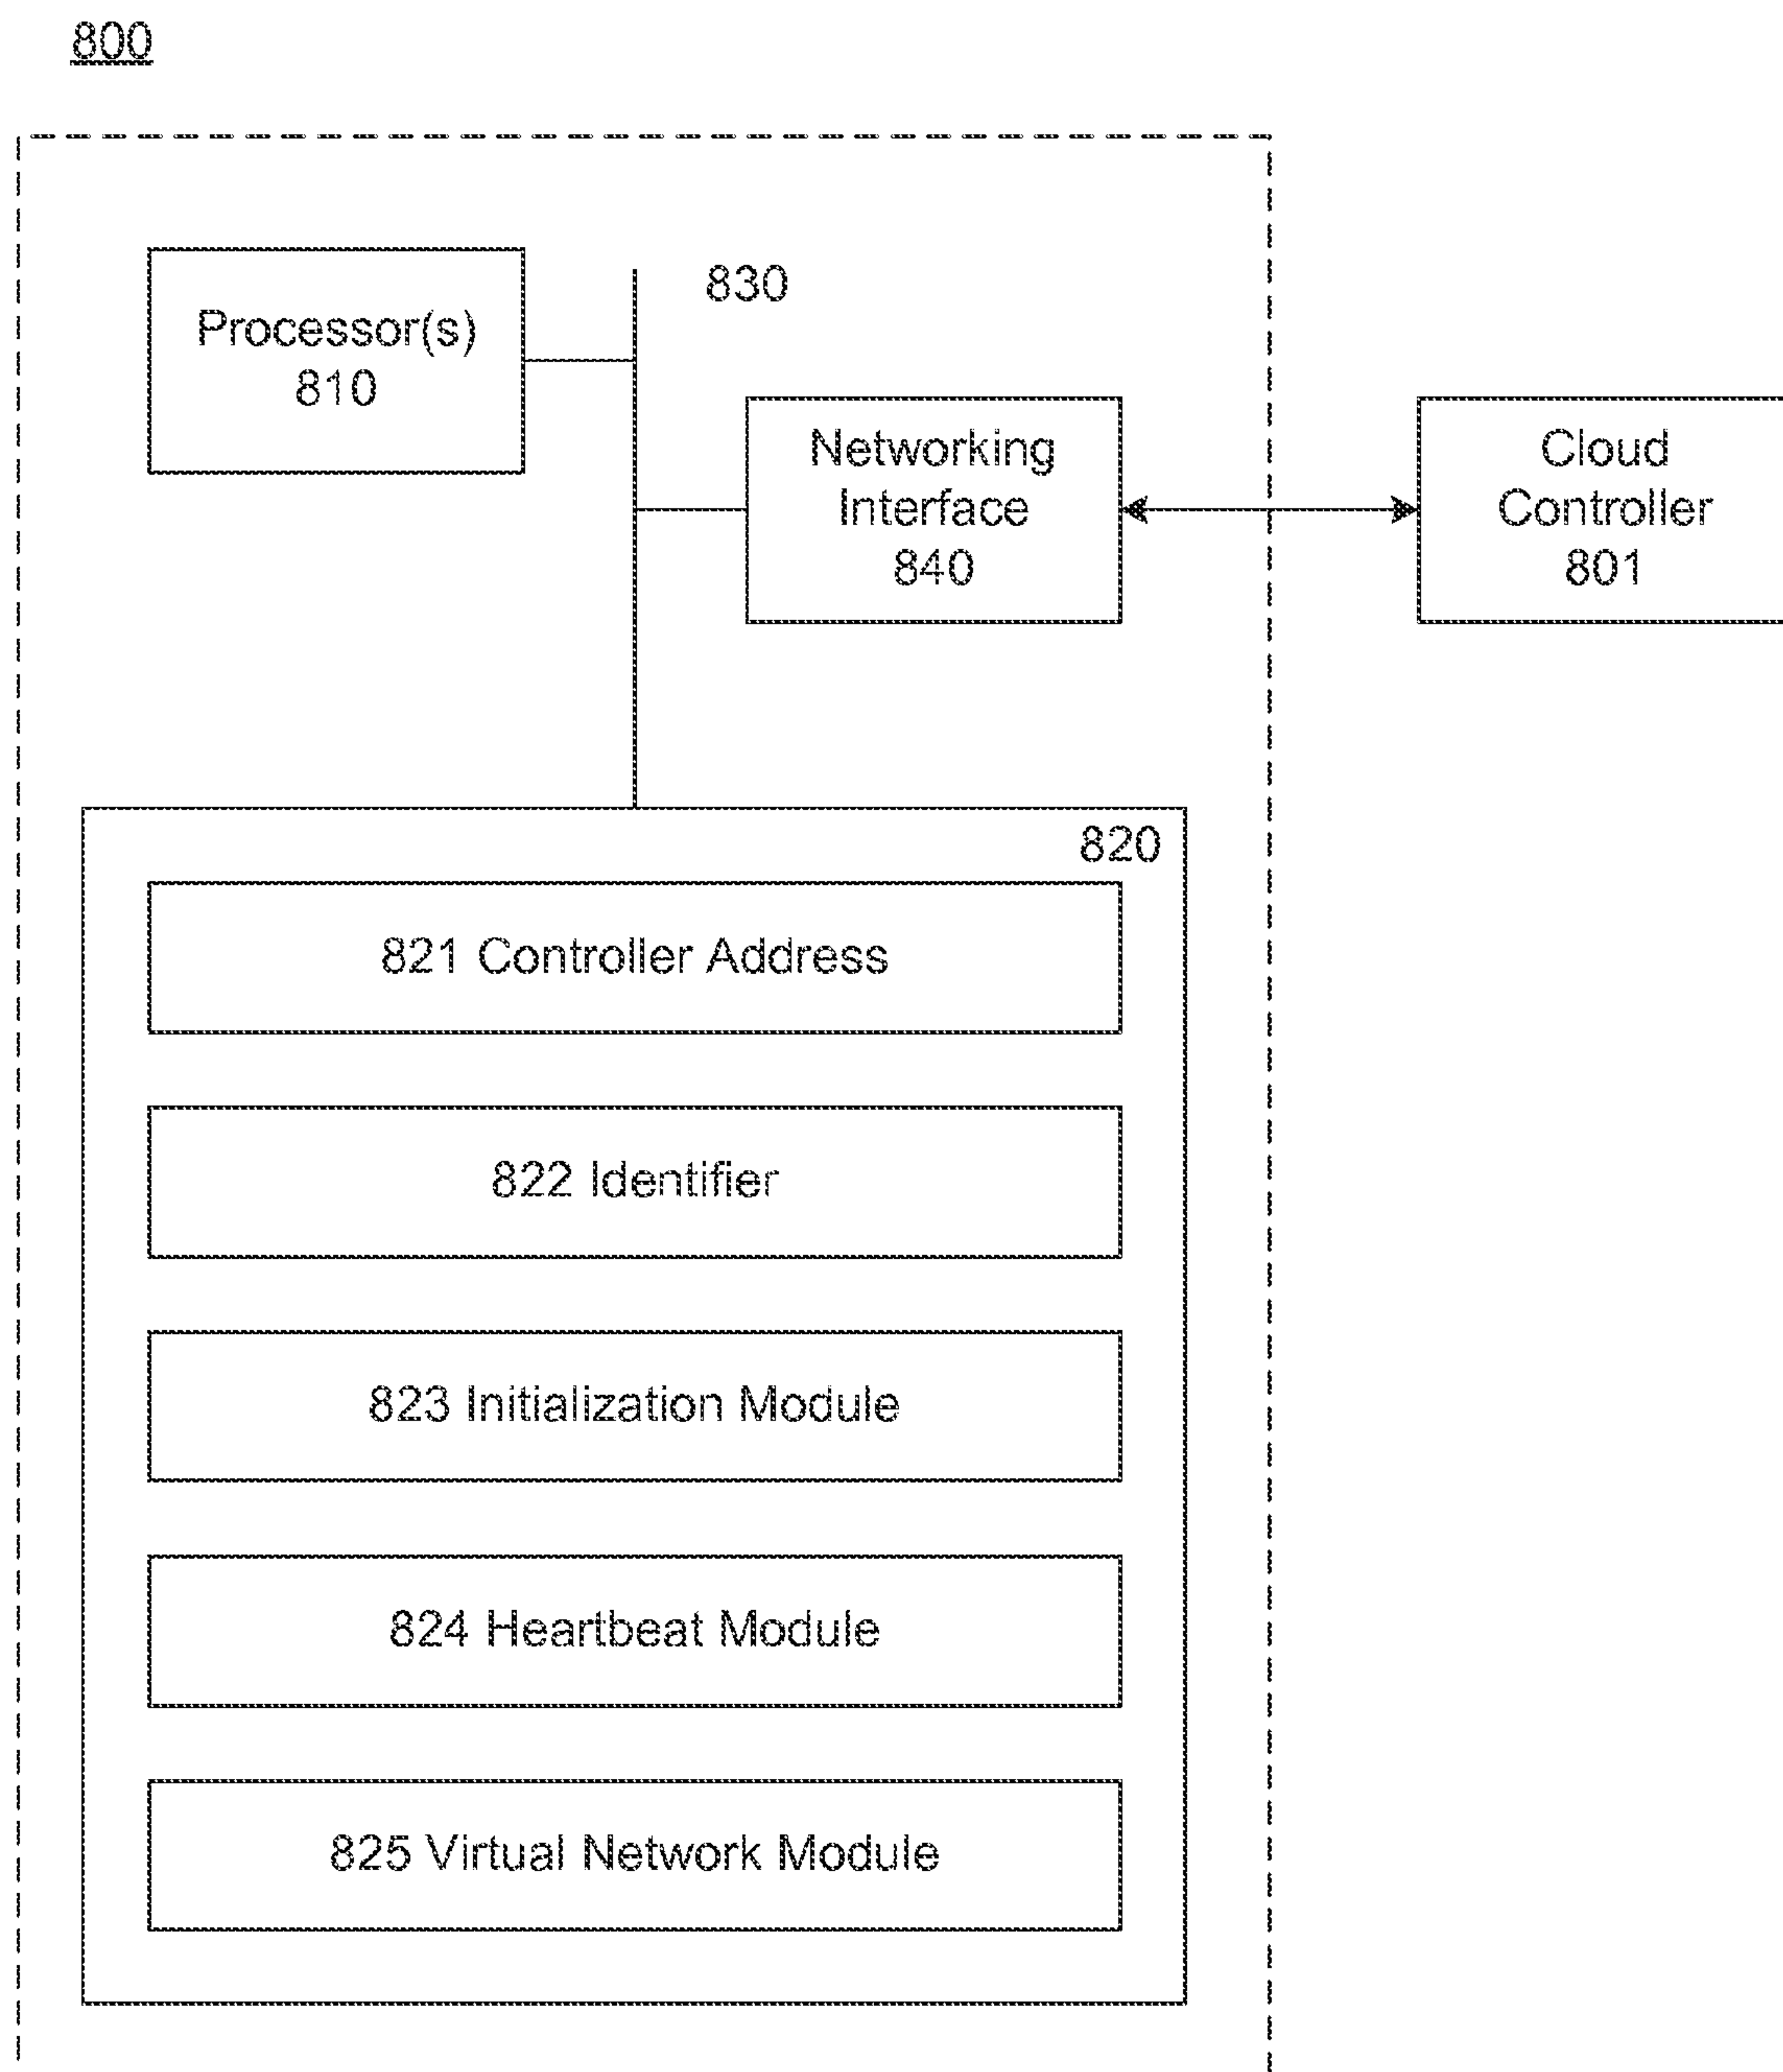 800
Processor(s)
810
830
Networking
Interface
840
Cloud
Controller
801
820
821 Controller Address
822 Identifier
823 Initialization Module
824 Heartbeat Module
825 Virtual Network Module